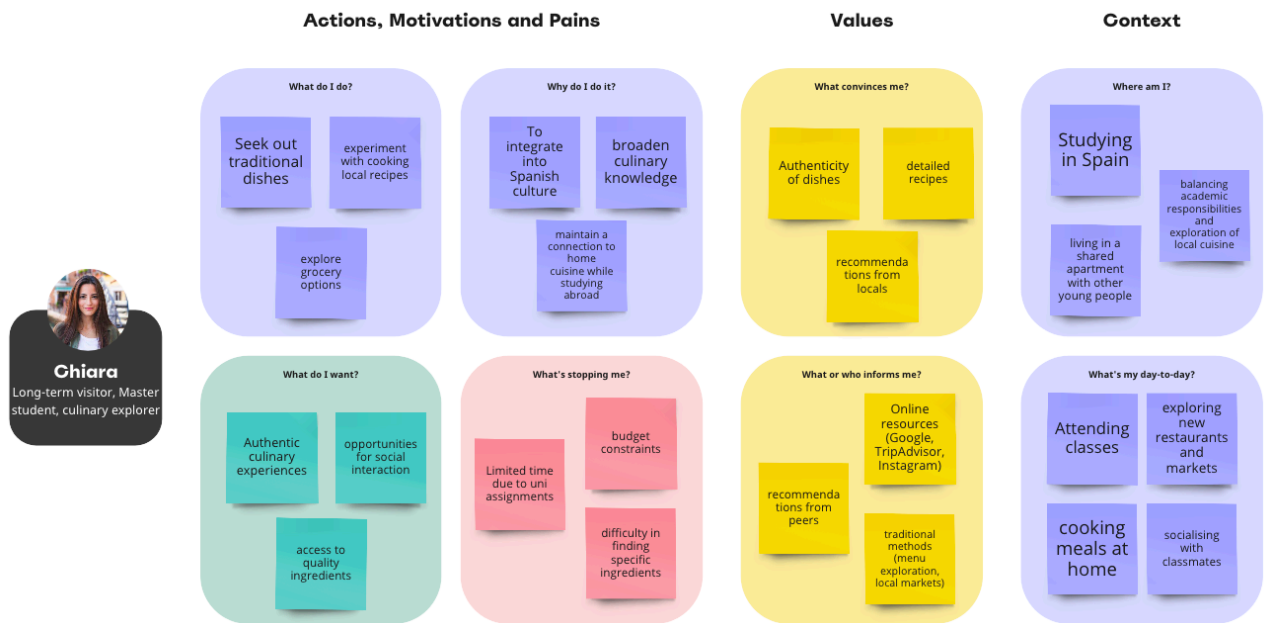 Actions, Motivations and Pains
Values
Context
What do I do?
Seek out
traditional
dishes
experiment
with cooking
local recipes
explore
grocery
options
Why do I do it?
To
integrate
into
Spanish
culture
broaden
culinary
knowledge
maintain a
connection to
home
cuisine while
studying
abroad
What convinces me?
Authenticity
of dishes
detailed
recipes
recommenda
tions from
locals
Where am I?
Studying
in Spain
balancing
academic
responsibilities
and
exploration of
local cuisine
living in a
shared
apartment
with other
young people
Chiara
Long-term visitor, Master
student, culinary explorer
What do I want?
Authentic
culinary
experiences
opportunities
for social
interaction
access to
quality
ingredients
What's stopping me?
budget
constraints
Limited time
due to uni
assignments
difficulty in
finding
specific
ingredients
What or who informs me?
Online
resources
(Google,
TripAdvisor,
Instagram)
recommenda
tions from
peers
traditional
methods
(menu
exploration,
local markets)
What's my day-to-day?
Attending
classes
exploring
new
restaurants
and
markets
cooking
meals at
home
socialising
with
classmates